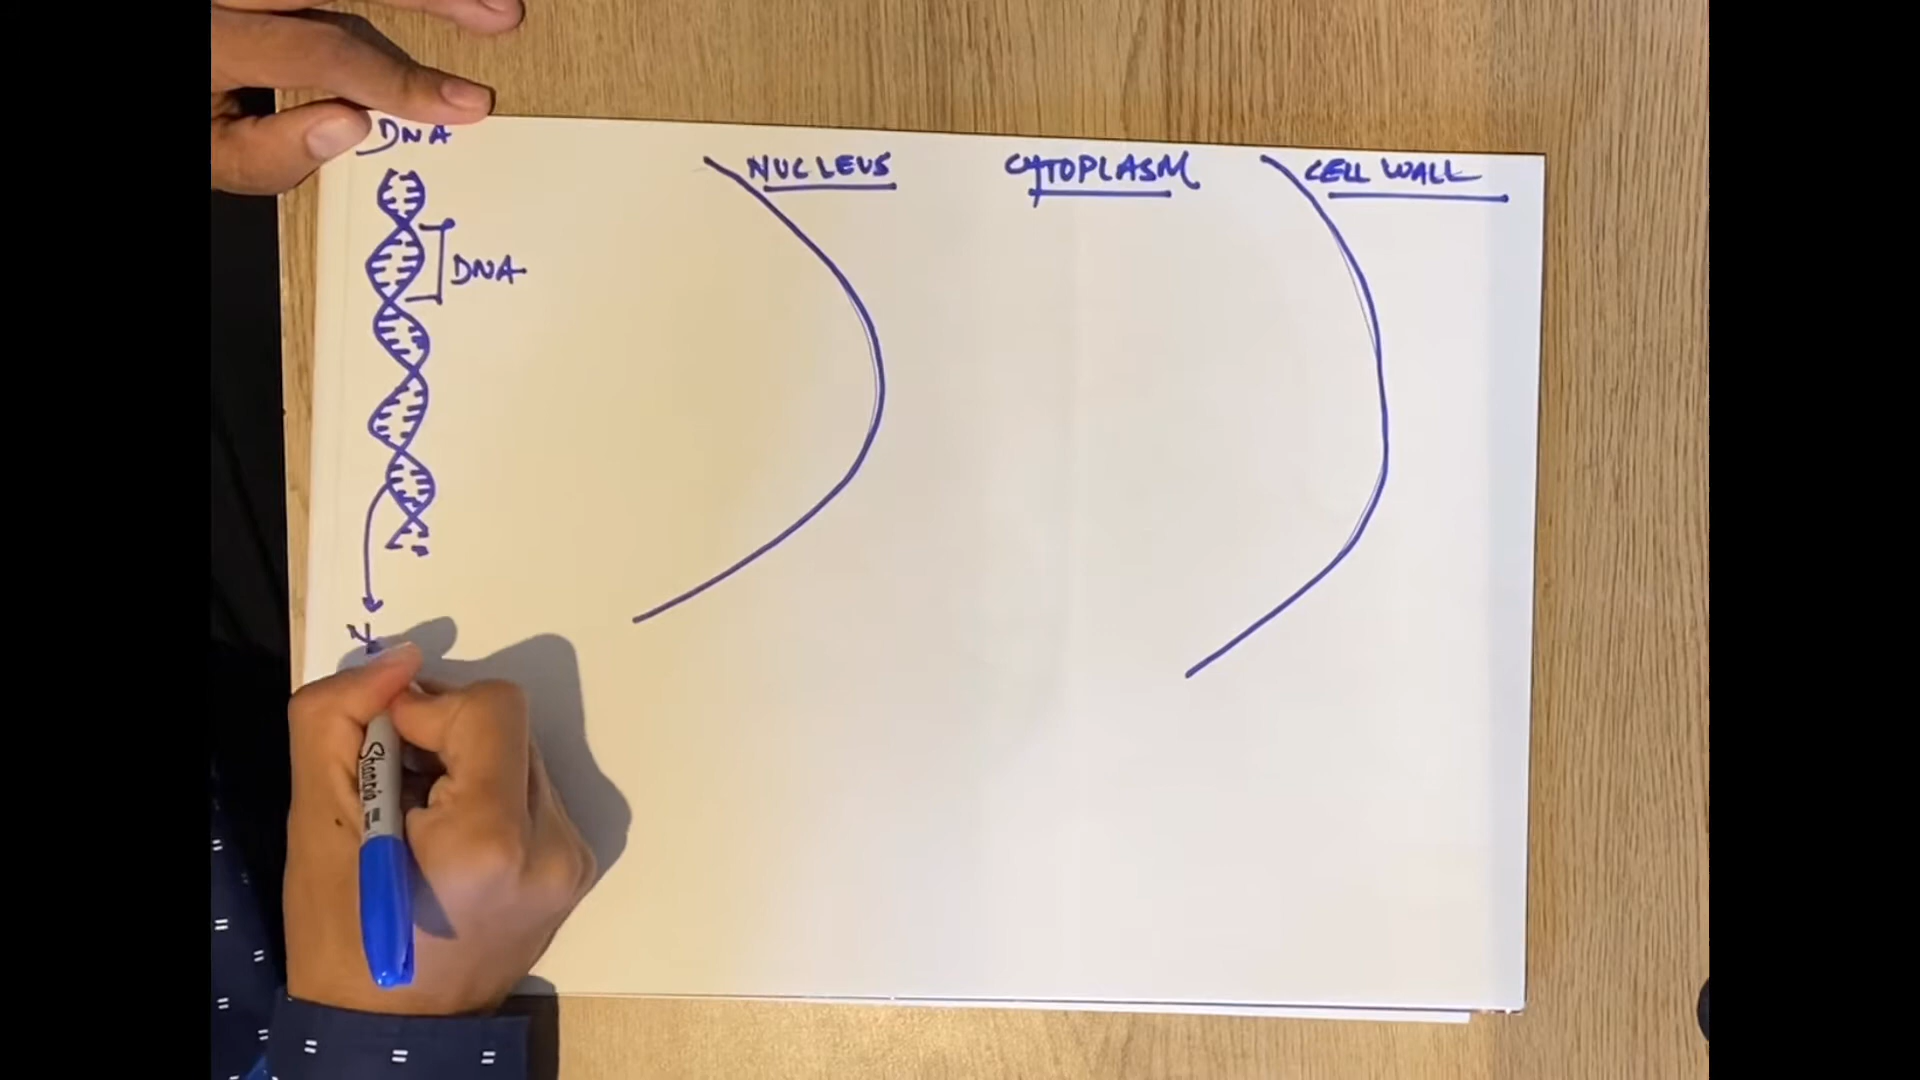 DNA
NUCLEUS
CYTOPLASM
CELL WALL
DNA
Sharpie